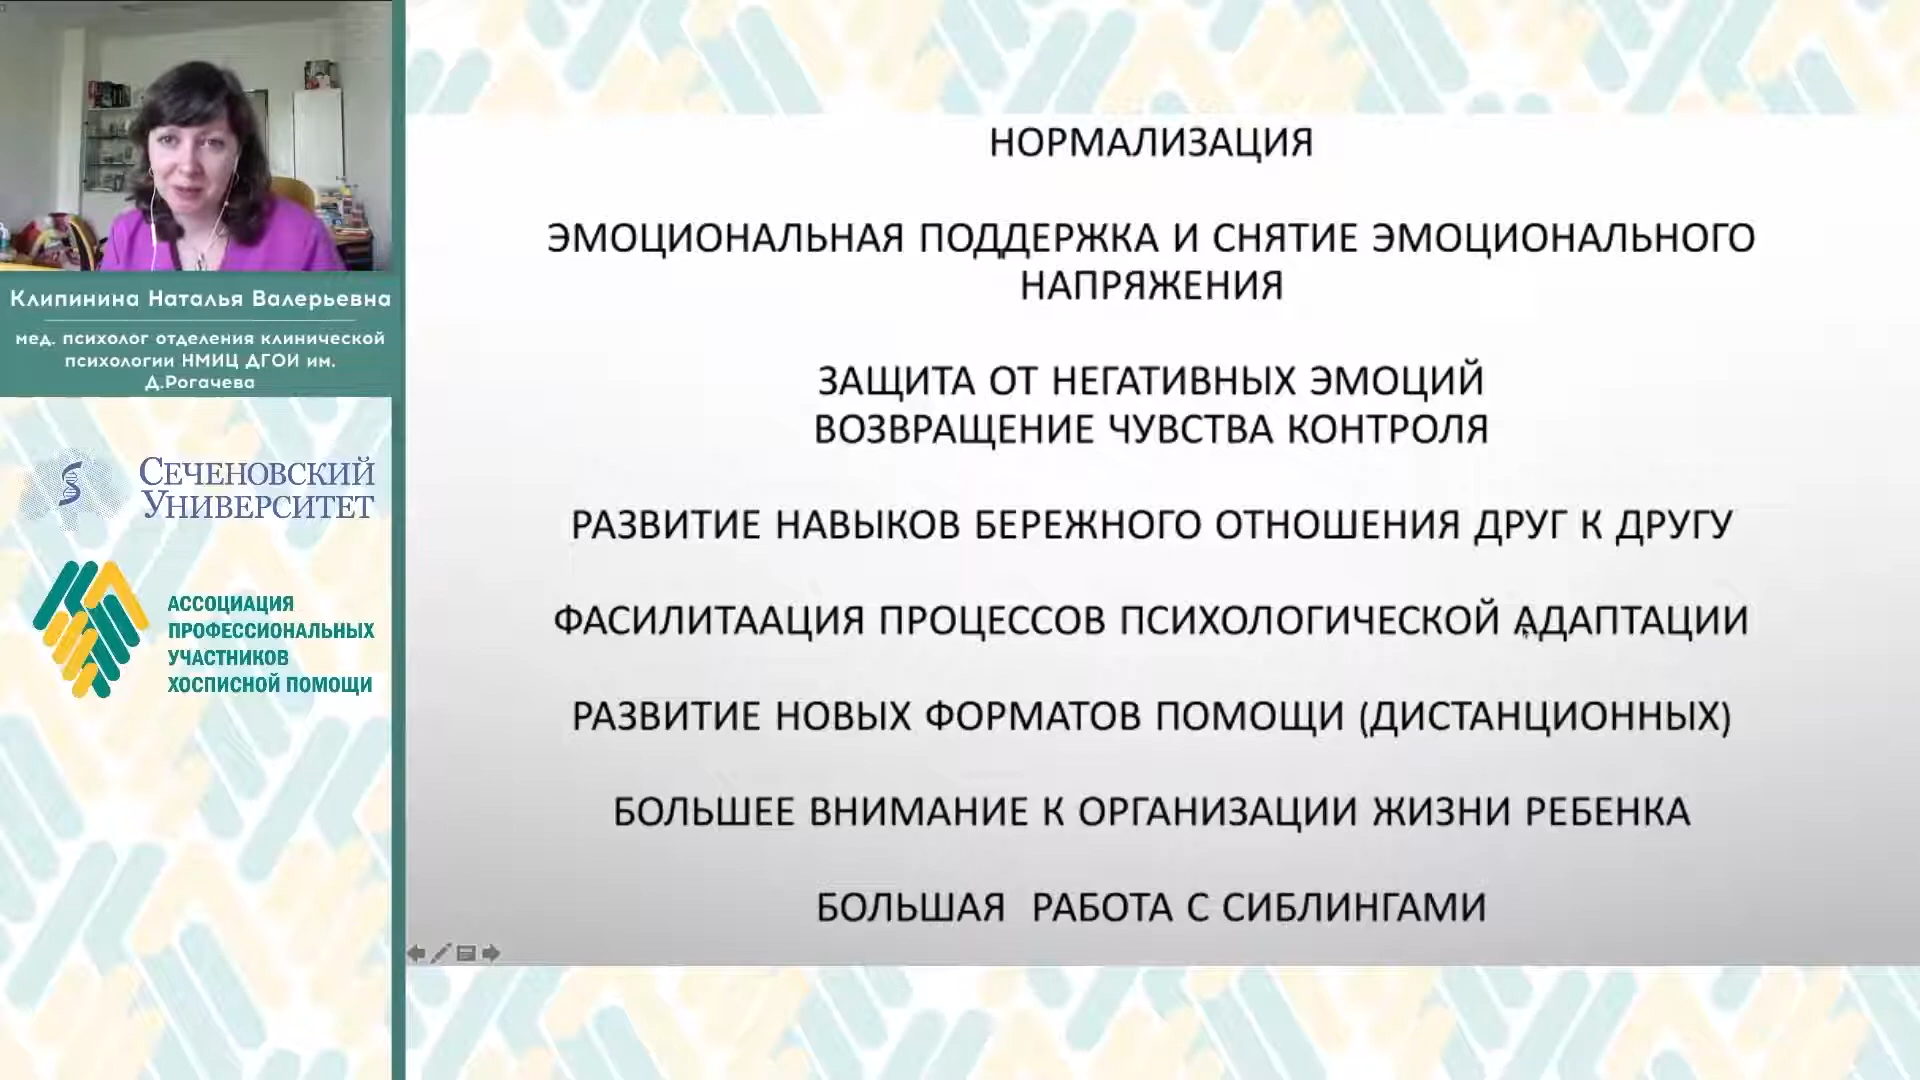 Клипинина Наталья Валерьевна
мед. психолог отделения клинической
психологии НМИЦ ДГОИ им.
Д.Рогачева
СЕЧЕНОВСКИЙ
УНИВЕРСИТЕТ
АССОЦИАЦИЯ
ПРОФЕССИОНАЛЬНЫХ
УЧАСТНИКОВ
ХОСПИСНОЙ ПОМОЩИ
НОРМАЛИЗАЦИЯ
ЭМОЦИОНАЛЬНАЯ ПОДДЕРЖКА И СНЯТИЕ ЭМОЦИОНАЛЬНОГО
НАПРЯЖЕНИЯ
ЗАЩИТА ОТ НЕГАТИВНЫХ ЭМОЦИЙ
ВОЗВРАЩЕНИЕ ЧУВСТВА КОНТРОЛЯ
РАЗВИТИЕ НАВЫКОВ БЕРЕЖНОГО ОТНОШЕНИЯ ДРУГ К ДРУГУ
ФАСИЛИТААЦИЯ ПРОЦЕССОВ ПСИХОЛОГИЧЕСКОЙ АДАПТАЦИИ
РАЗВИТИЕ НОВЫХ ФОРМАТОВ ПОМОЩИ (ДИСТАНЦИОННЫХ)
БОЛЬШЕЕ ВНИМАНИЕ К ОРГАНИЗАЦИИ ЖИЗНИ РЕБЕНКА
БОЛЬШАЯ РАБОТА С СИБЛИНГАМИ